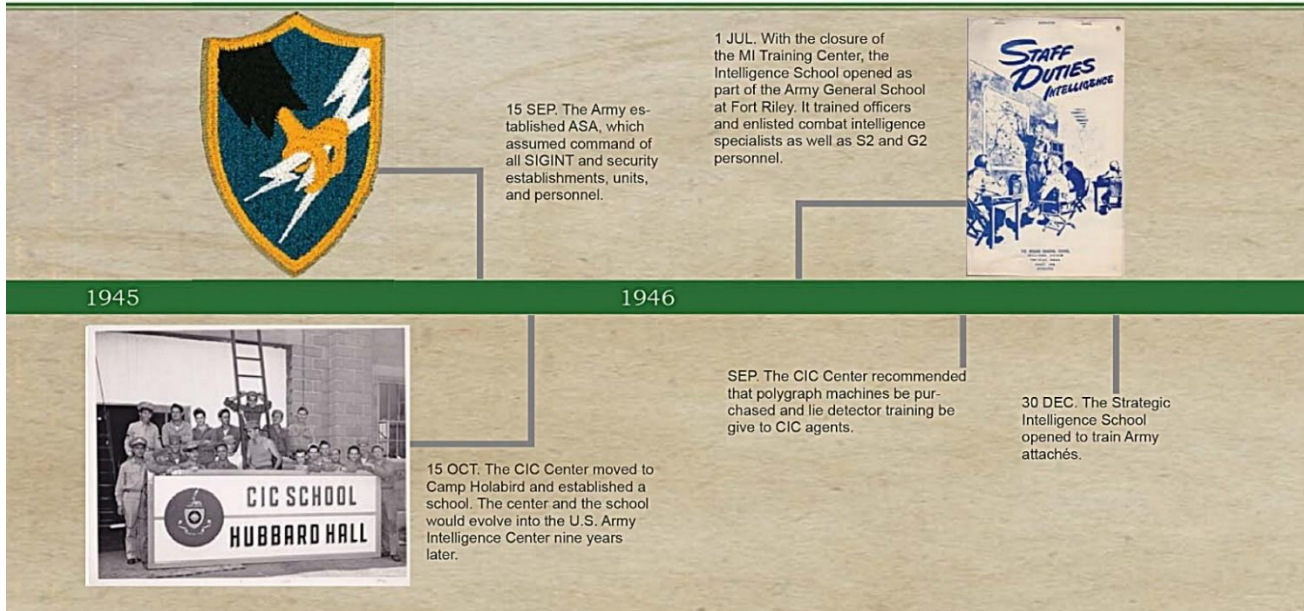 15 SEP. The Army es-
tablished ASA, which
assumed command of
all SIGINT and security
establishments, units,
and personnel.
1 JUL. With the closure of
the MI Training Center, the
Intelligence School opened as
part of the Army General School
at Fort Riley. It trained officers
and enlisted combat intelligence
specialists as well as S2 and G2
personnel.
STAFF
DUTIES
INTELLIGENCE
1945
1946
CIC SCHOOL
HUBBARD HALL
15 OCT. The CIC Center moved to
Camp Holabird and established a
school. The center and the school
would evolve into the U.S. Army
Intelligence Center nine years
later.
SEP. The CIC Center recommended
that polygraph machines be pur-
chased and lie detector training be
give to CIC agents.
30 DEC. The Strategic
Intelligence School
opened to train Army
attachés.